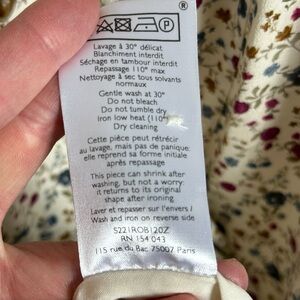 ®
P
Lavage à 30° délicat
Blanchiment interdit
Séchage en tambour interdit
Repassage 110° max
Nettoyage à sec tous solvants
normaux
Gentle wash at 30°
Do not bleach
Do not tumble dry
Iron low heat (110°)
Dry cleaning
Cette pièce peut rétrécir
au lavage, mais pas de panique:
elle reprend sa forme initiale
après repassage
This piece can shrink after
washing, but not a worry
it returns to its original
shape after ironing
Laver et repasser sur l'envers /
Wash and iron on reverse side
S221ROB120Z
RN 154 043
115 rue du Bac 75007 Paris